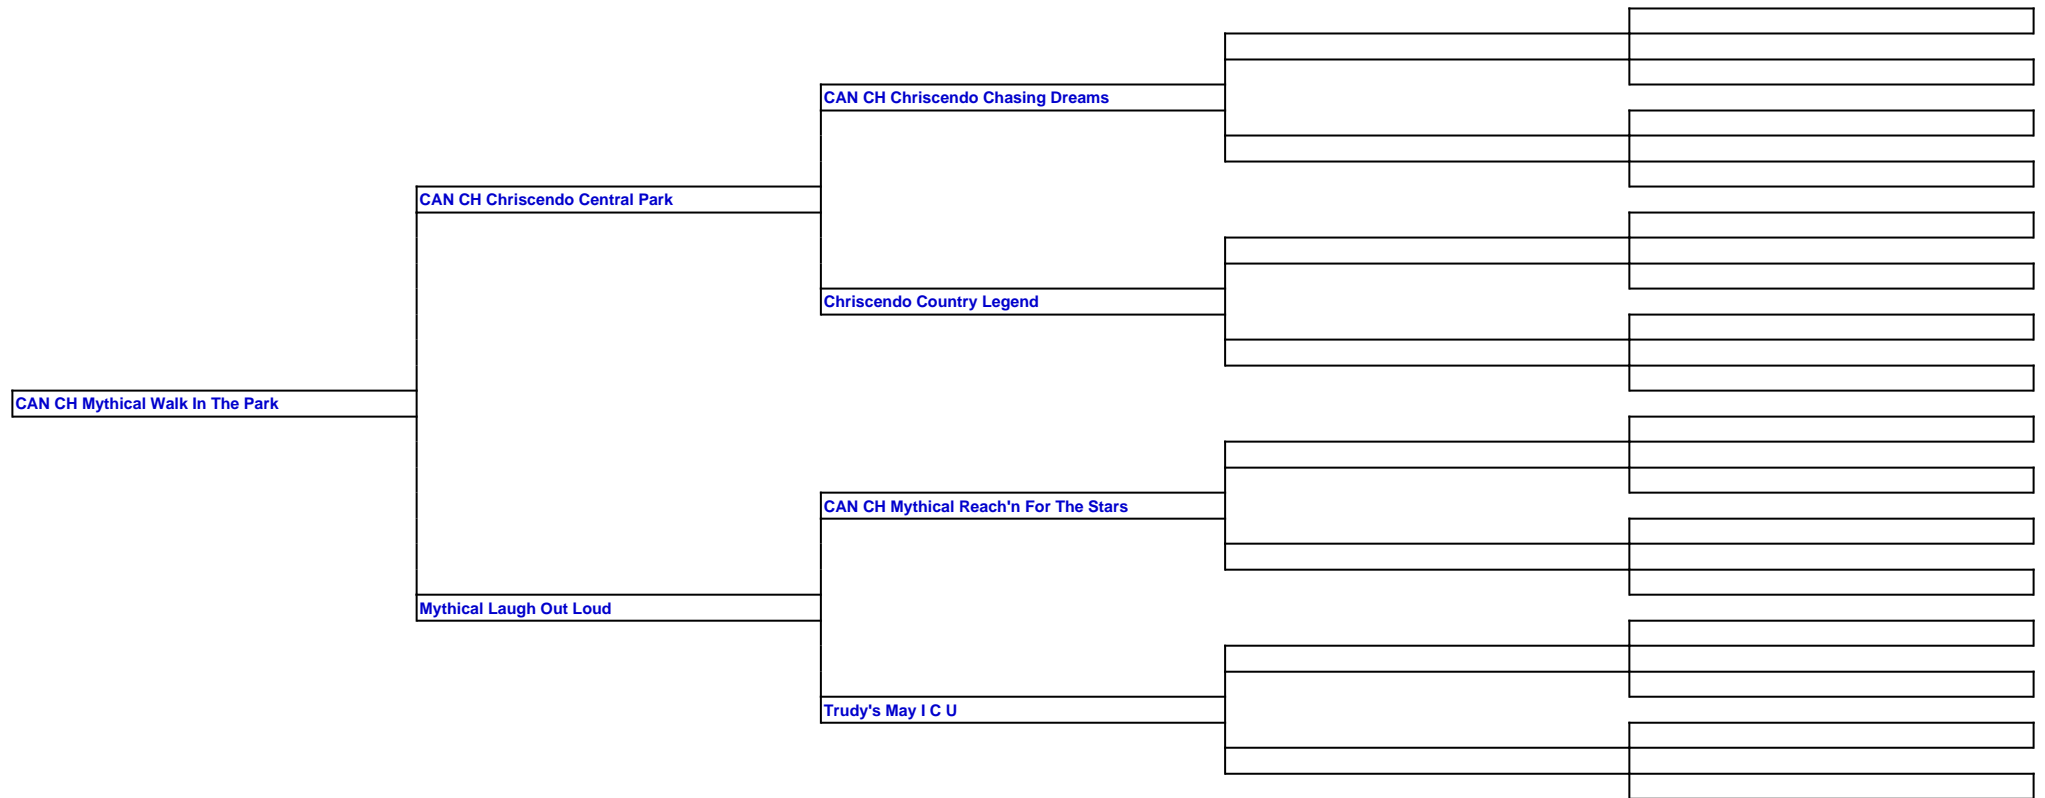 CAN CH Chriscendo Chasing Dreams
CAN CH Chriscendo Central Park
Chriscendo Country Legend
CAN CH Mythical Walk In The Park
CAN CH Mythical Reach'n For The Stars
Mythical Laugh Out Loud
Trudy's May I C U